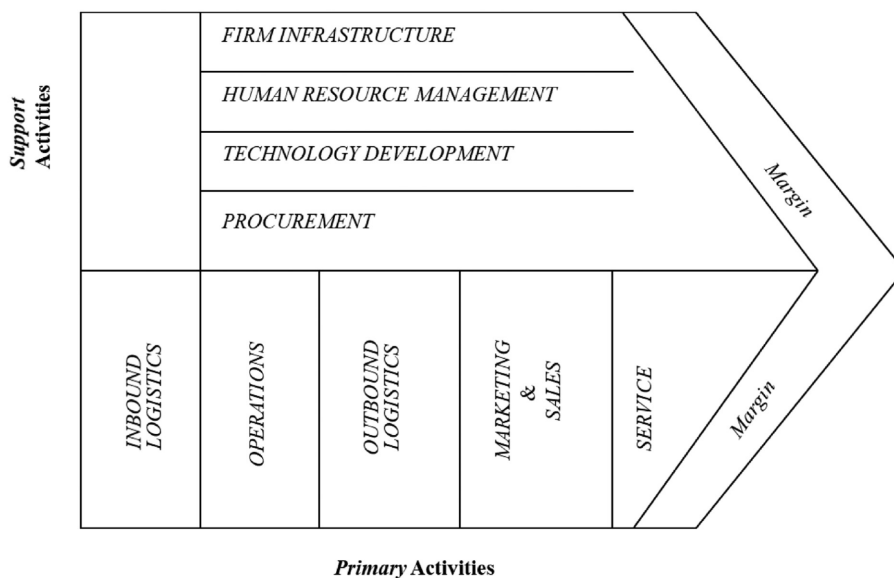 Support
Activities
FIRM INFRASTRUCTURE
HUMAN RESOURCE MANAGEMENT
TECHNOLOGY DEVELOPMENT
PROCUREMENT
Margin
INBOUND
LOGISTICS
OPERATIONS
OUTBOUND
LOGISTICS
MARKETING
&
SALES
SERVICE
Margin
Primary Activities